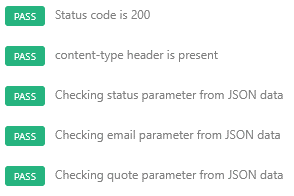 PASS Status code is 200
PASS content-type header is present
PASS Checking status parameter from JSON data
PASS Checking email parameter from JSON data
PASS Checking quote parameter from JSON data